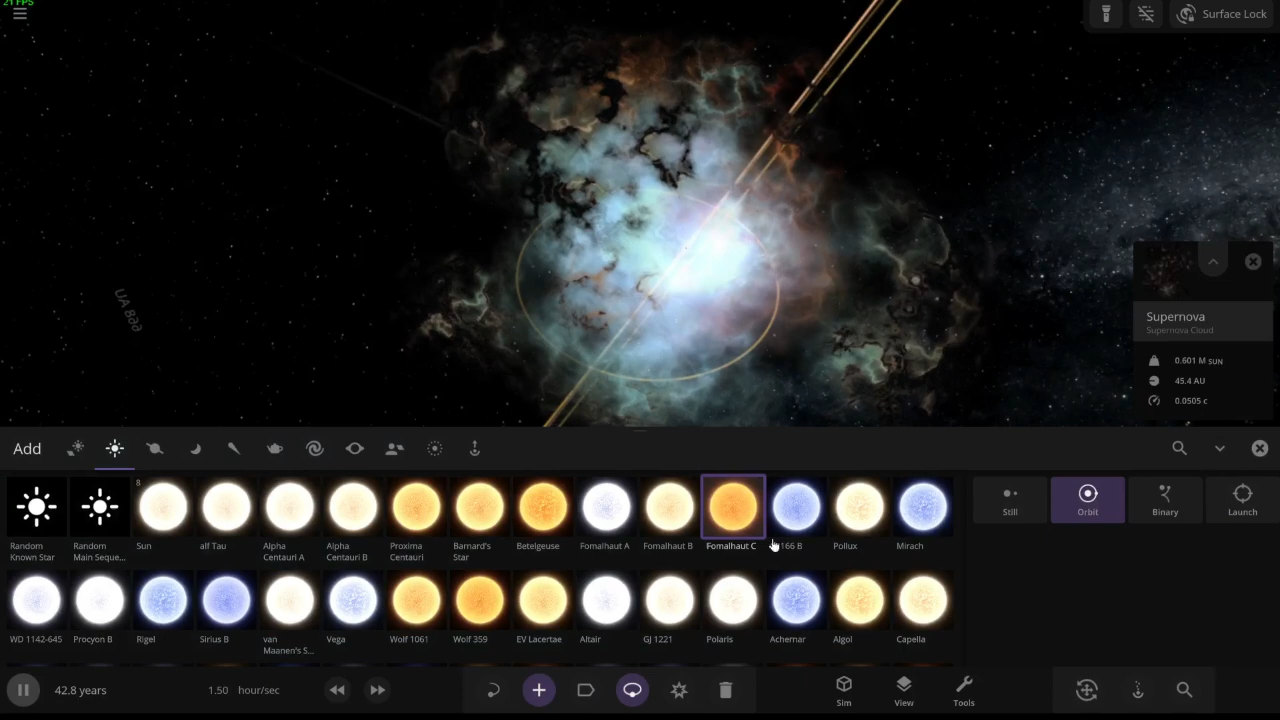 21 FPS
Surface Lock
Supernova
Supernova Cloud
0.601 M SUN
45.4 AU
0.0505 c
Add
8
Random Known Star
Random Main Seque...
Sun
alf Tau
Alpha Centauri A
Alpha Centauri B
Proxima Centauri
Barnard's Star
Betelgeuse
Fomalhaut A
Fomalhaut B
Fomalhaut C
166 B
Pollux
Mirach
Still
Orbit
Binary
Launch
WD 1142-645
Procyon B
Rigel
Sirius B
van Maanen's S...
Vega
Wolf 1061
Wolf 359
EV Lacertae
Altair
GJ 1221
Polaris
Achernar
Algol
Capella
42.8 years
1.50 hour/sec
Sim
View
Tools